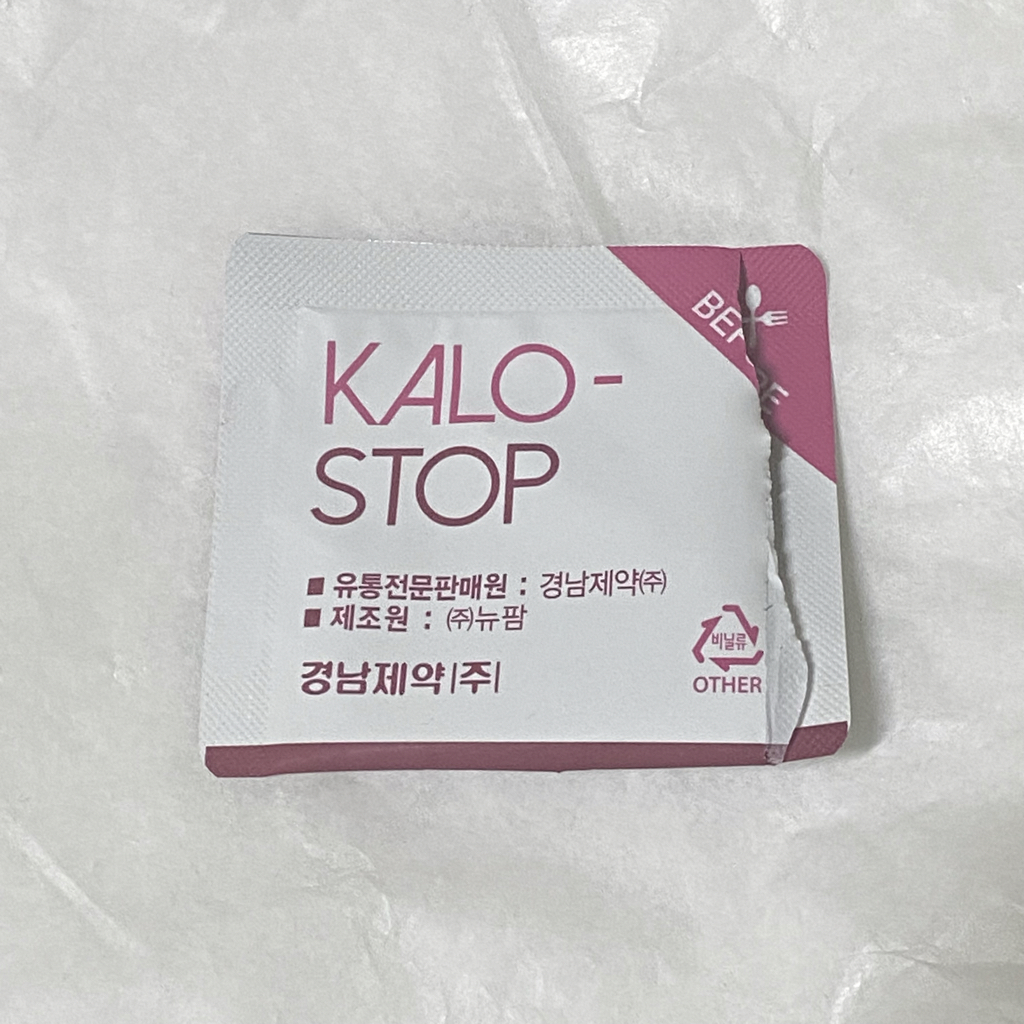 KALO-
STOP
■ 유통전문판매원 : 경남제약㈜
■ 제조원 : ㈜뉴팜
경남제약|주|
비닐류
OTHER